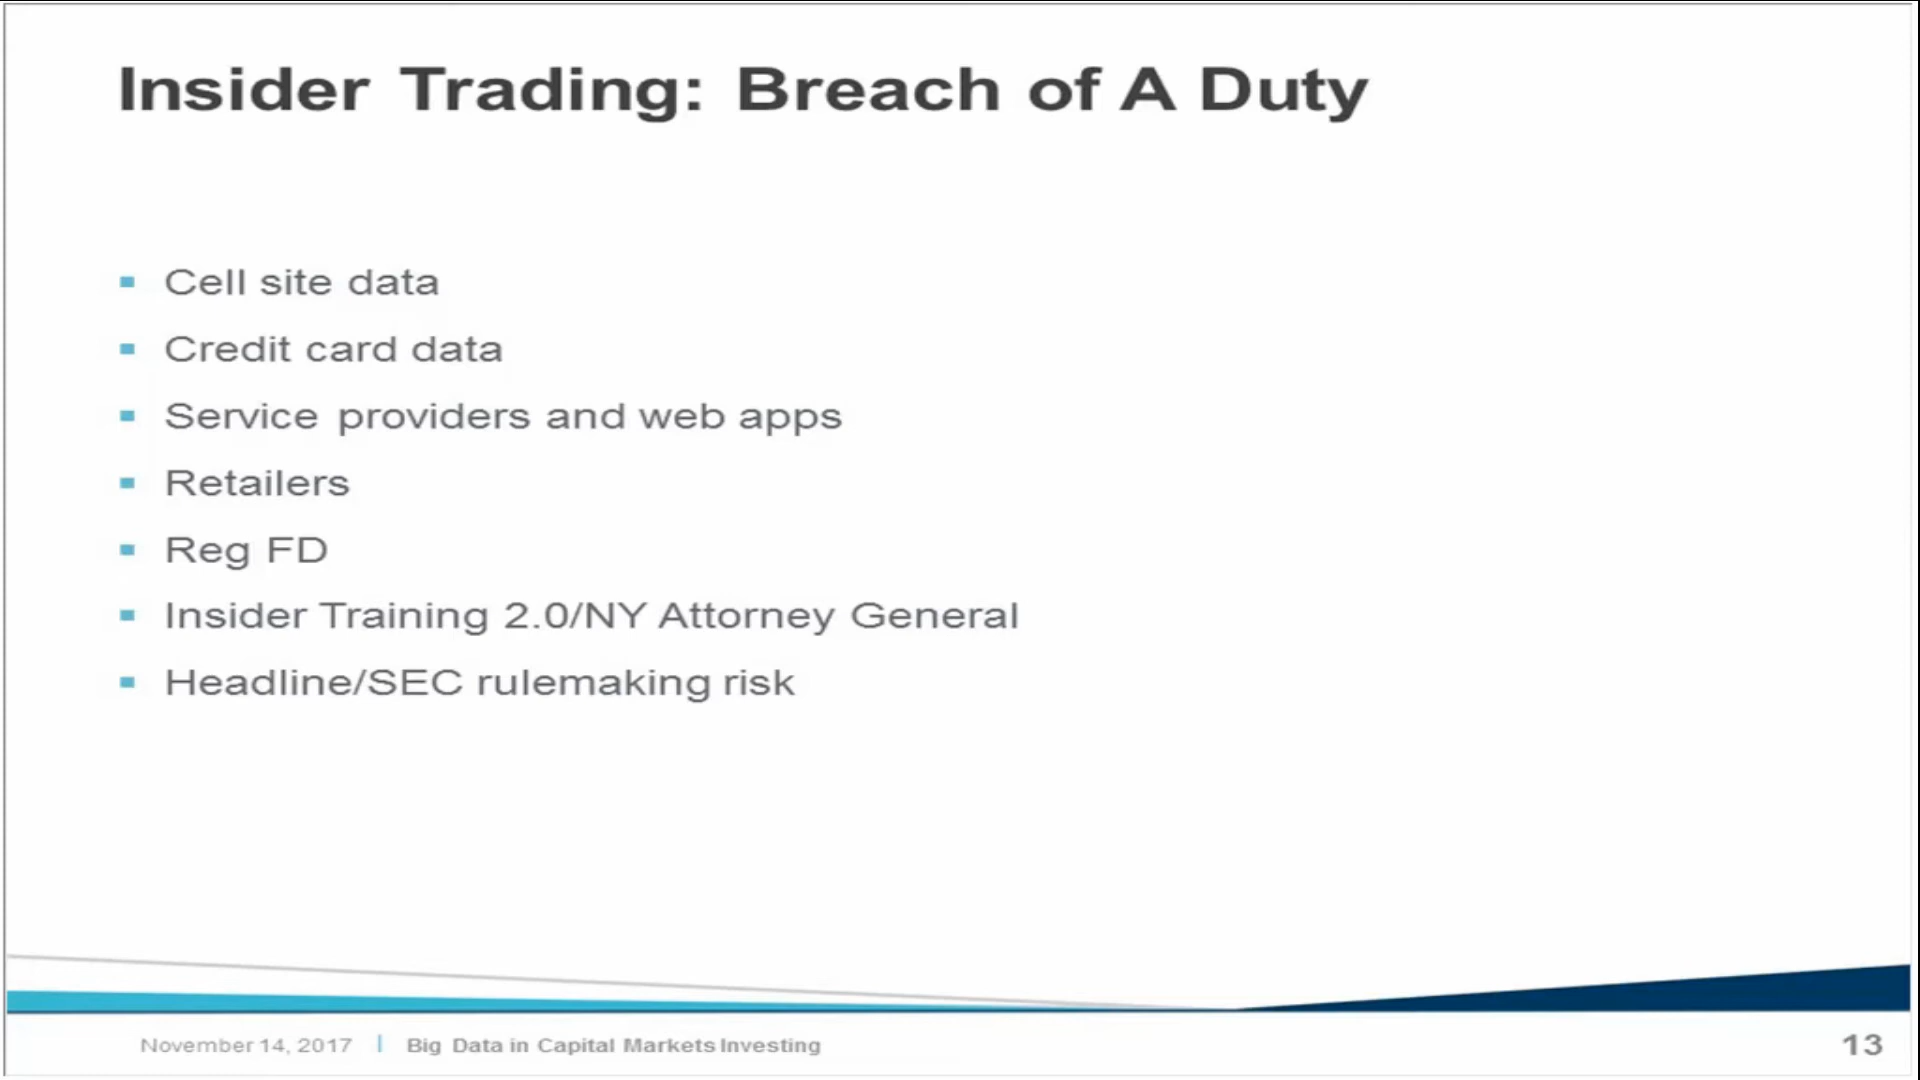 Insider Trading: Breach of A Duty
Cell site data
Credit card data
Service providers and web apps
Retailers
Reg FD
Insider Training 2.0/NY Attorney General
Headline/SEC rulemaking risk
November 14, 2017 | Big Data in Capital Markets Investing
13